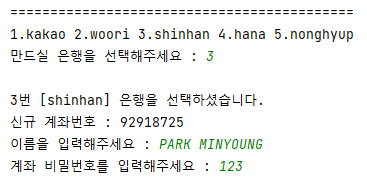 ===========================================
1.kakao 2.woori 3.shinhan 4.hana 5.nonghyup
만드실 은행을 선택해주세요 : 3
3번 [shinhan] 은행을 선택하셨습니다.
신규 계좌번호 : 92918725
이름을 입력해주세요 : PARK MINYOUNG
계좌 비밀번호를 입력해주세요 : 123